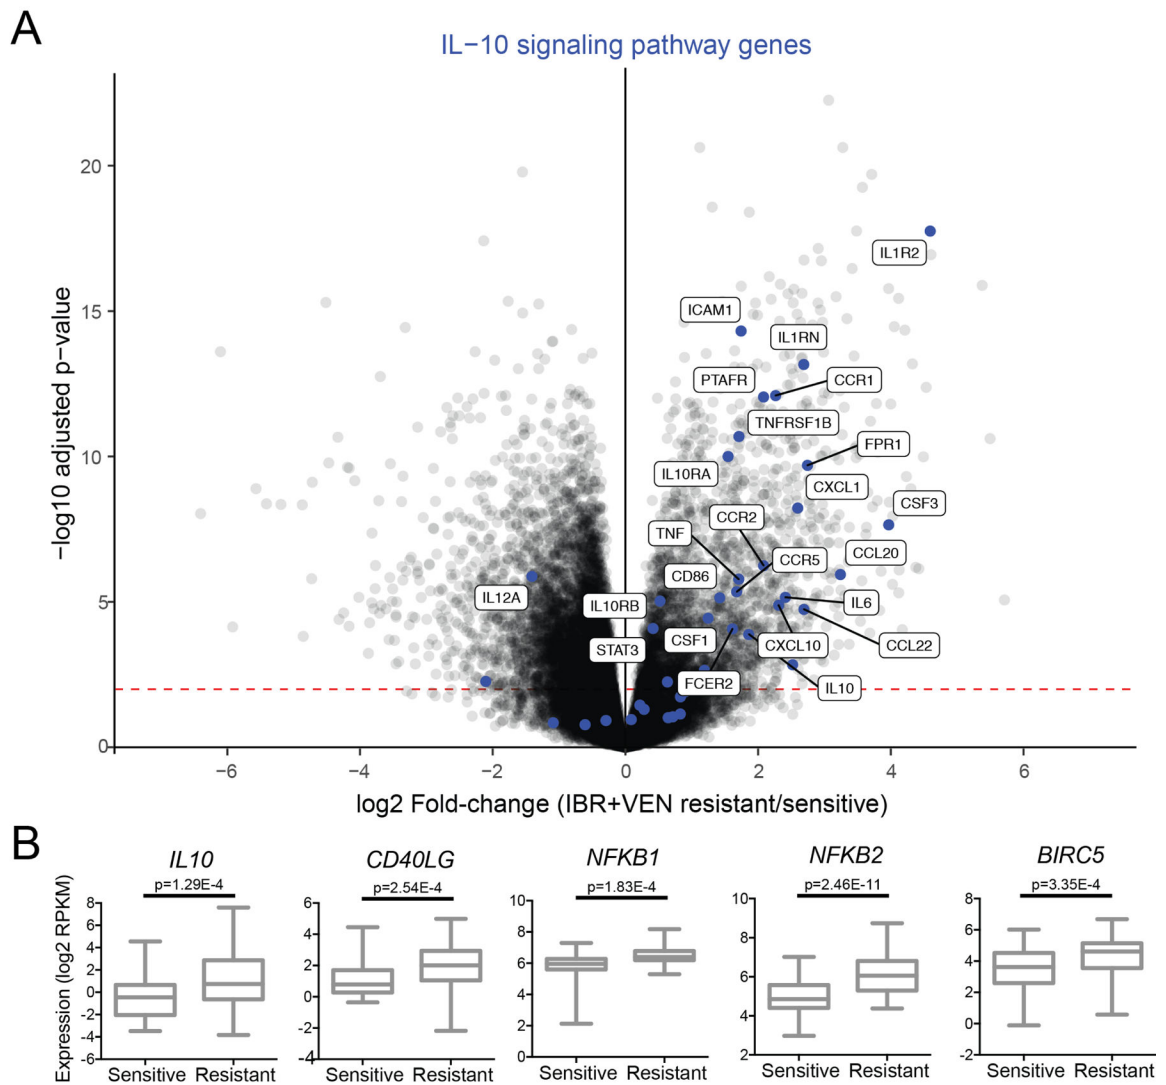 A
IL−10 signaling pathway genes
−log10 adjusted p−value
20
15
10
5
0
IL1R2
ICAM1
IL1RN
PTAFR
CCR1
TNFRSF1B
FPR1
IL10RA
CXCL1
CSF3
CCR2
TNF
CCR5
CCL20
CD86
IL12A
IL10RB
IL6
STAT3
CSF1
CXCL10
CCL22
FCER2
IL10
−6
−4
−2
0
2
4
6
log2 Fold-change (IBR+VEN resistant/sensitive)
B
Expression (log2 RPKM)
IL10
p=1.29E-4
8
6
4
2
0
-2
-4
-6
Sensitive Resistant
CD40LG
p=2.54E-4
6
4
2
0
-2
-4
Sensitive Resistant
NFKB1
p=1.83E-4
10
8
6
4
2
0
Sensitive Resistant
NFKB2
p=2.46E-11
10
8
6
4
2
Sensitive Resistant
BIRC5
p=3.35E-4
8
6
4
2
0
-2
Sensitive Resistant